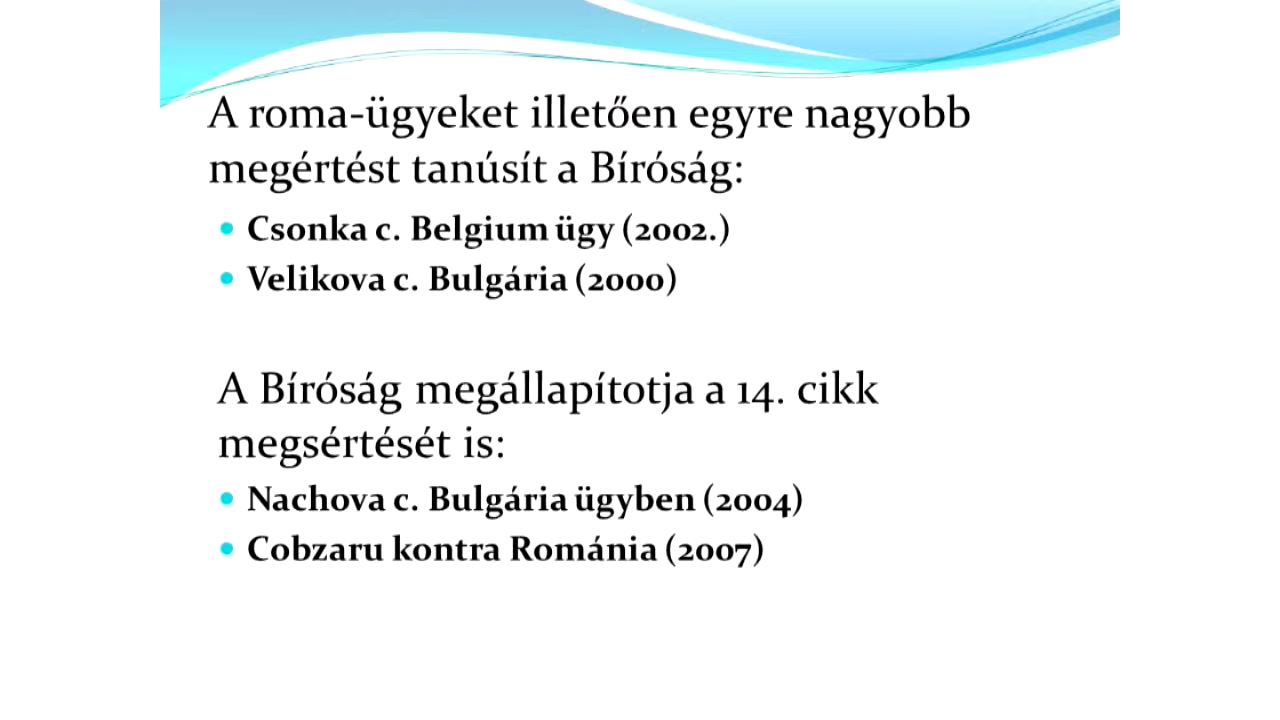 A roma-ügyeket illetően egyre nagyobb
megértést tanúsít a Bíróság:
• Csonka c. Belgium ügy (2002.)
• Velikova c. Bulgária (2000)
A Bíróság megállapítotja a 14. cikk
megsértését is:
• Nachova c. Bulgária ügyben (2004)
• Cobzaru kontra Románia (2007)